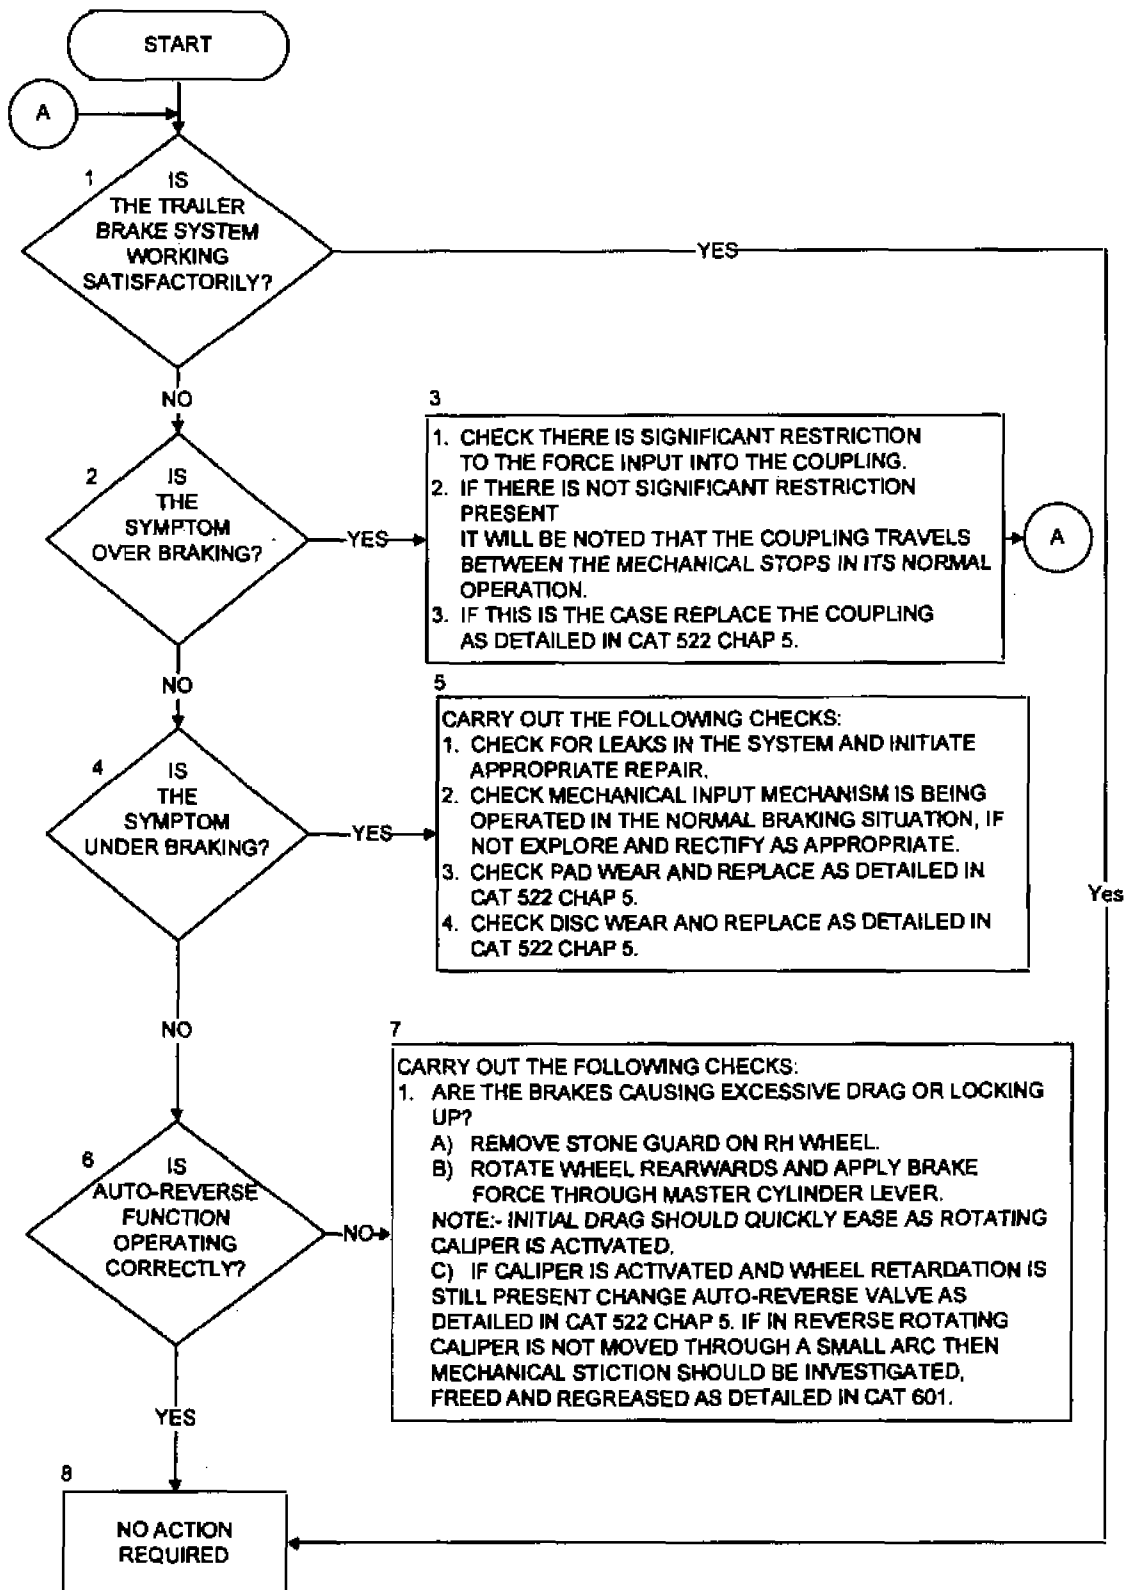 START
A
1
IS
THE TRAILER
BRAKE SYSTEM
WORKING
SATISFACTORILY?
YES
NO
2
IS
THE
SYMPTOM
OVER BRAKING?
YES
3
1. CHECK THERE IS SIGNIFICANT RESTRICTION
TO THE FORCE INPUT INTO THE COUPLING.
2. IF THERE IS NOT SIGNIFICANT RESTRICTION
PRESENT
IT WILL BE NOTED THAT THE COUPLING TRAVELS
BETWEEN THE MECHANICAL STOPS IN ITS NORMAL
OPERATION.
3. IF THIS IS THE CASE REPLACE THE COUPLING
AS DETAILED IN CAT 522 CHAP 5.
A
NO
4
IS
THE
SYMPTOM
UNDER BRAKING?
YES
5
CARRY OUT THE FOLLOWING CHECKS:
1. CHECK FOR LEAKS IN THE SYSTEM AND INITIATE
APPROPRIATE REPAIR.
2. CHECK MECHANICAL INPUT MECHANISM IS BEING
OPERATED IN THE NORMAL BRAKING SITUATION, IF
NOT EXPLORE AND RECTIFY AS APPROPRIATE.
3. CHECK PAD WEAR AND REPLACE AS DETAILED IN
CAT 522 CHAP 5.
4. CHECK DISC WEAR ANO REPLACE AS DETAILED IN
CAT 522 CHAP 5.
Yes
NO
6
IS
AUTO-REVERSE
FUNCTION
OPERATING
CORRECTLY?
NO
7
CARRY OUT THE FOLLOWING CHECKS:
1. ARE THE BRAKES CAUSING EXCESSIVE DRAG OR LOCKING
UP?
A) REMOVE STONE GUARD ON RH WHEEL.
B) ROTATE WHEEL REARWARDS AND APPLY BRAKE
FORCE THROUGH MASTER CYLINDER LEVER.
NOTE:- INITIAL DRAG SHOULD QUICKLY EASE AS ROTATING
CALIPER IS ACTIVATED.
C) IF CALIPER IS ACTIVATED AND WHEEL RETARDATION IS
STILL PRESENT CHANGE AUTO-REVERSE VALVE AS
DETAILED IN CAT 522 CHAP 5. IF IN REVERSE ROTATING
CALIPER IS NOT MOVED THROUGH A SMALL ARC THEN
MECHANICAL STICTION SHOULD BE INVESTIGATED,
FREED AND REGREASED AS DETAILED IN CAT 601.
YES
8
NO ACTION
REQUIRED